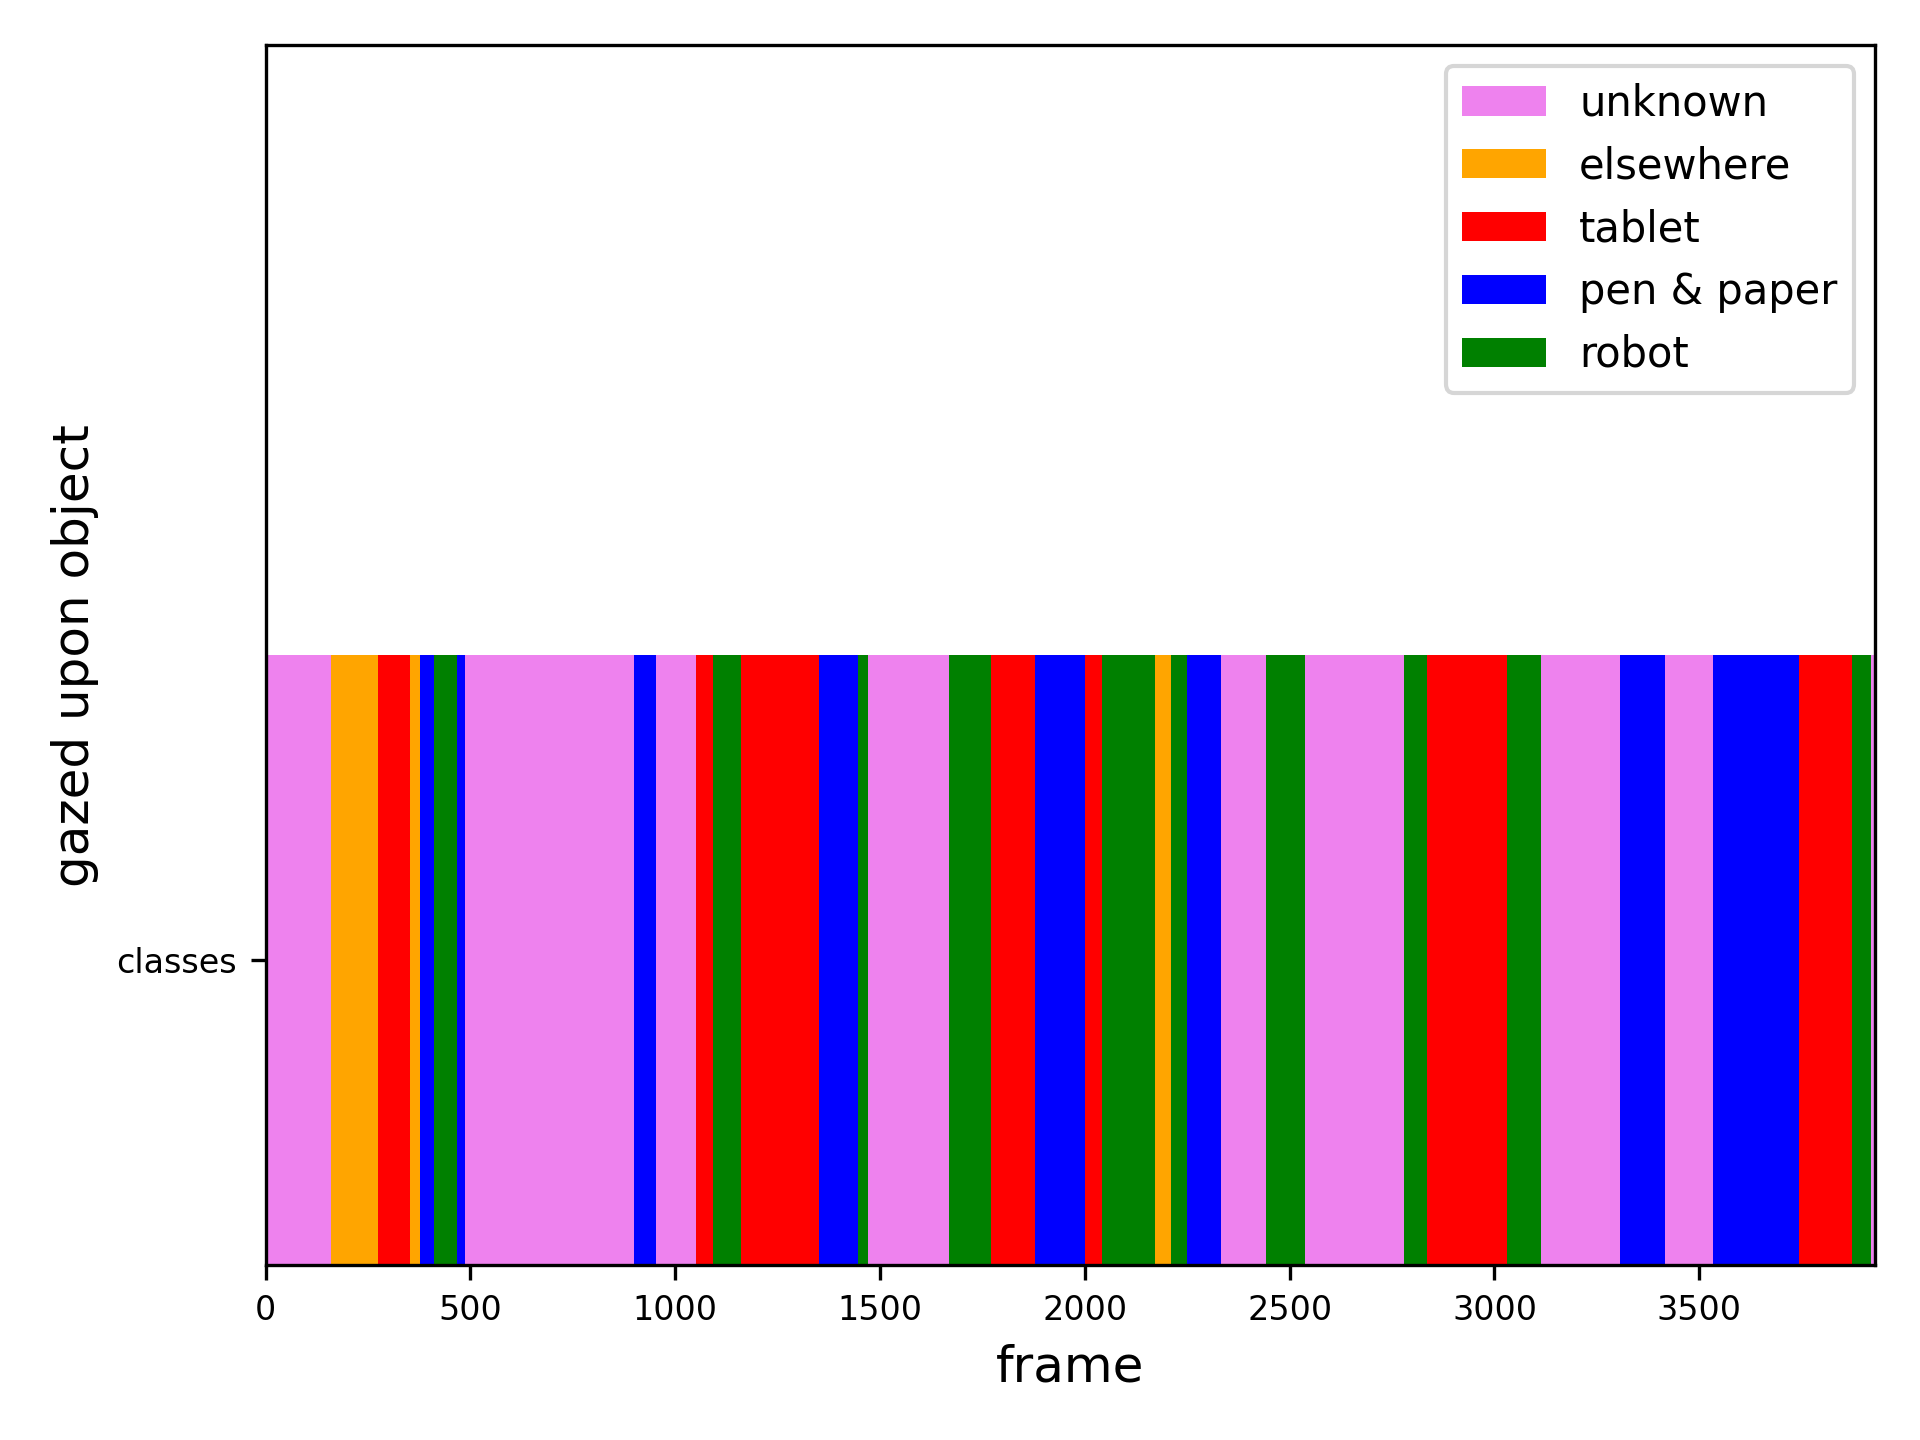 unknown
elsewhere
tablet
pen & paper
robot
gazed upon object
classes
0 500 1000 1500 2000 2500 3000 3500
frame